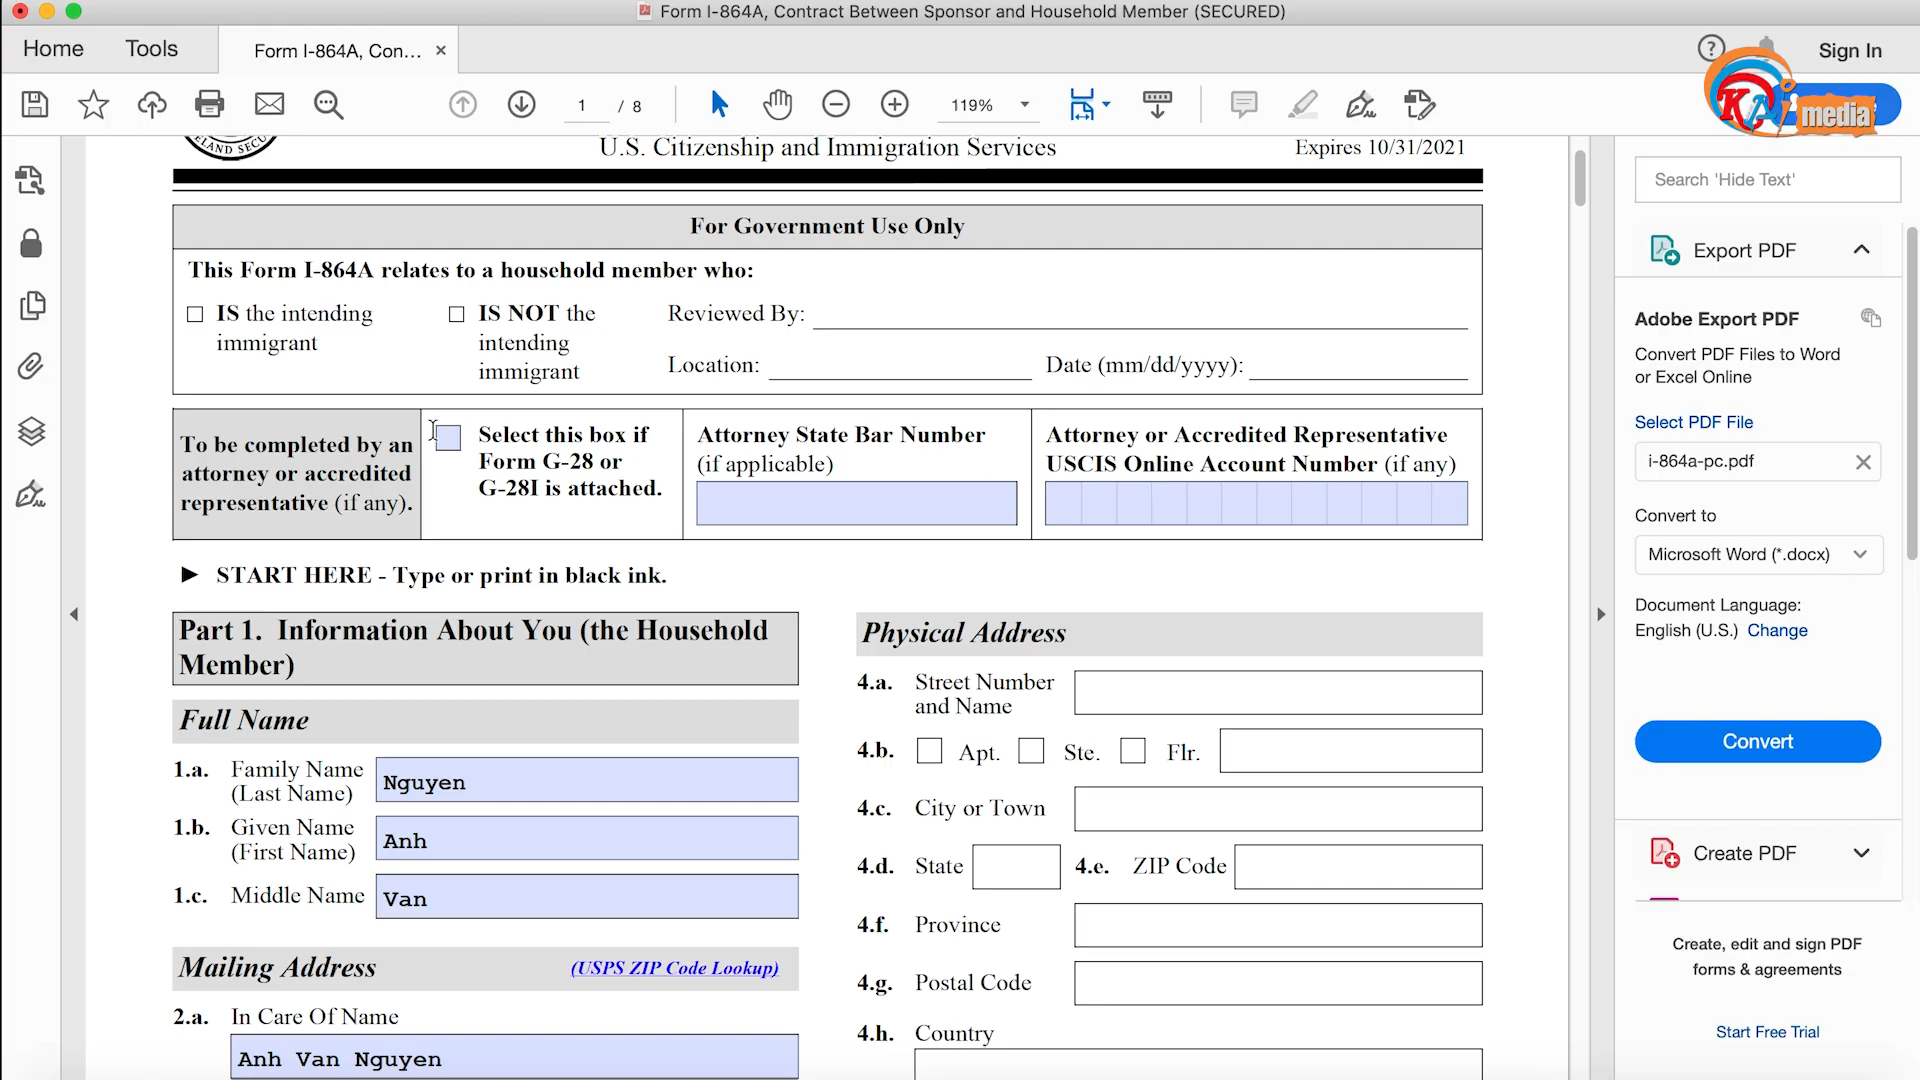 Form I-864A, Contract Between Sponsor and Household Member (SECURED)
Home
Tools
Form I-864A, Con...
Sign In
1 / 8
119%
KAI media
LAND SECU
U.S. Citizenship and Immigration Services
Expires 10/31/2021
For Government Use Only
This Form I-864A relates to a household member who:
IS the intending
immigrant
IS NOT the
intending
immigrant
Reviewed By:
Location:
Date (mm/dd/yyyy):
To be completed by an
attorney or accredited
representative (if any).
Select this box if
Form G-28 or
G-28I is attached.
Attorney State Bar Number
(if applicable)
Attorney or Accredited Representative
USCIS Online Account Number (if any)
► START HERE - Type or print in black ink.
Part 1. Information About You (the Household
Member)
Full Name
1.a. Family Name
(Last Name)
Nguyen
1.b. Given Name
(First Name)
Anh
1.c. Middle Name
Van
Mailing Address
(USPS ZIP Code Lookup)
2.a. In Care Of Name
Anh Van Nguyen
Physical Address
4.a. Street Number
and Name
4.b. Apt. Ste. Flr.
4.c. City or Town
4.d. State
4.e. ZIP Code
4.f. Province
4.g. Postal Code
4.h. Country
Search 'Hide Text'
Export PDF
Adobe Export PDF
Convert PDF Files to Word
or Excel Online
Select PDF File
i-864a-pc.pdf
Convert to
Microsoft Word (*.docx)
Document Language:
English (U.S.) Change
Convert
Create PDF
Create, edit and sign PDF
forms & agreements
Start Free Trial